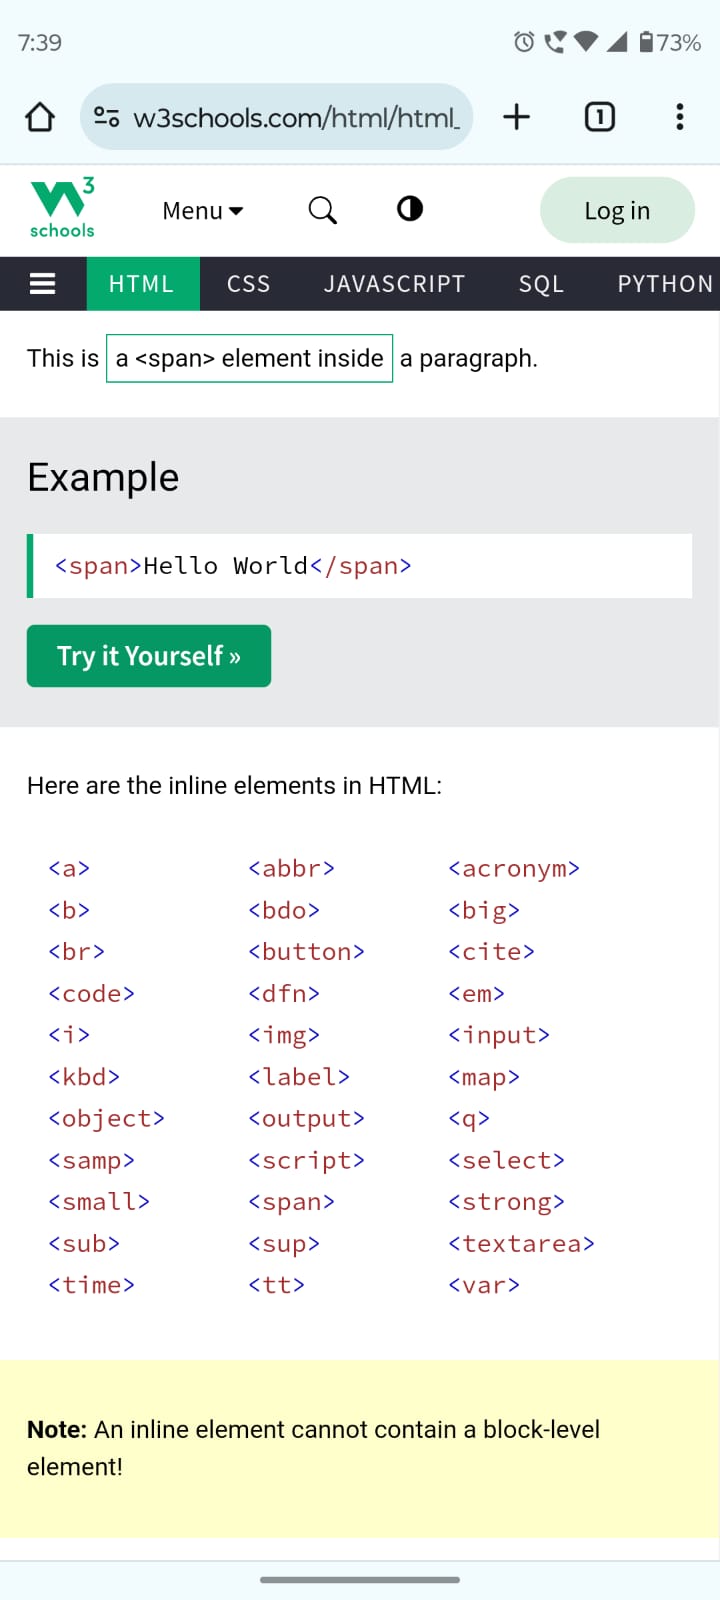 7:39
73%
w3schools.com/html/html_
1
3
schools
Menu
Log in
HTML CSS JAVASCRIPT SQL PYTHON
This is a <span> element inside a paragraph.
Example
<span>Hello World</span>
Try it Yourself »
Here are the inline elements in HTML:
<a> <abbr> <acronym>
<b> <bdo> <big>
<br> <button> <cite>
<code> <dfn> <em>
<i> <img> <input>
<kbd> <label> <map>
<object> <output> <q>
<samp> <script> <select>
<small> <span> <strong>
<sub> <sup> <textarea>
<time> <tt> <var>
Note: An inline element cannot contain a block-level
element!